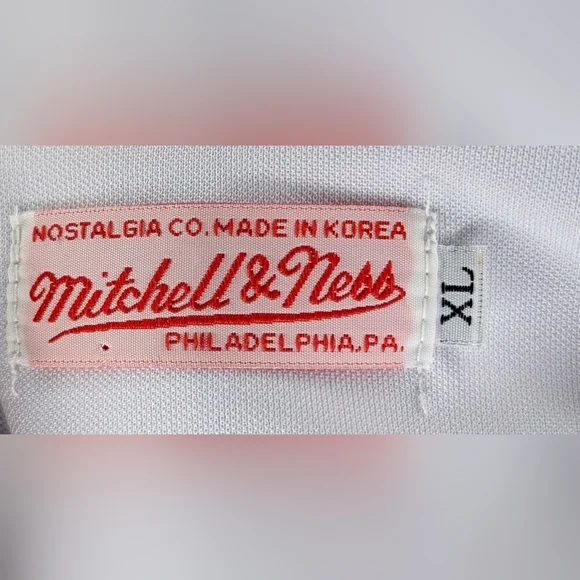 NOSTALGIA CO. MADE IN KOREA
Mitchell & Ness
PHILADELPHIA, PA.
XL